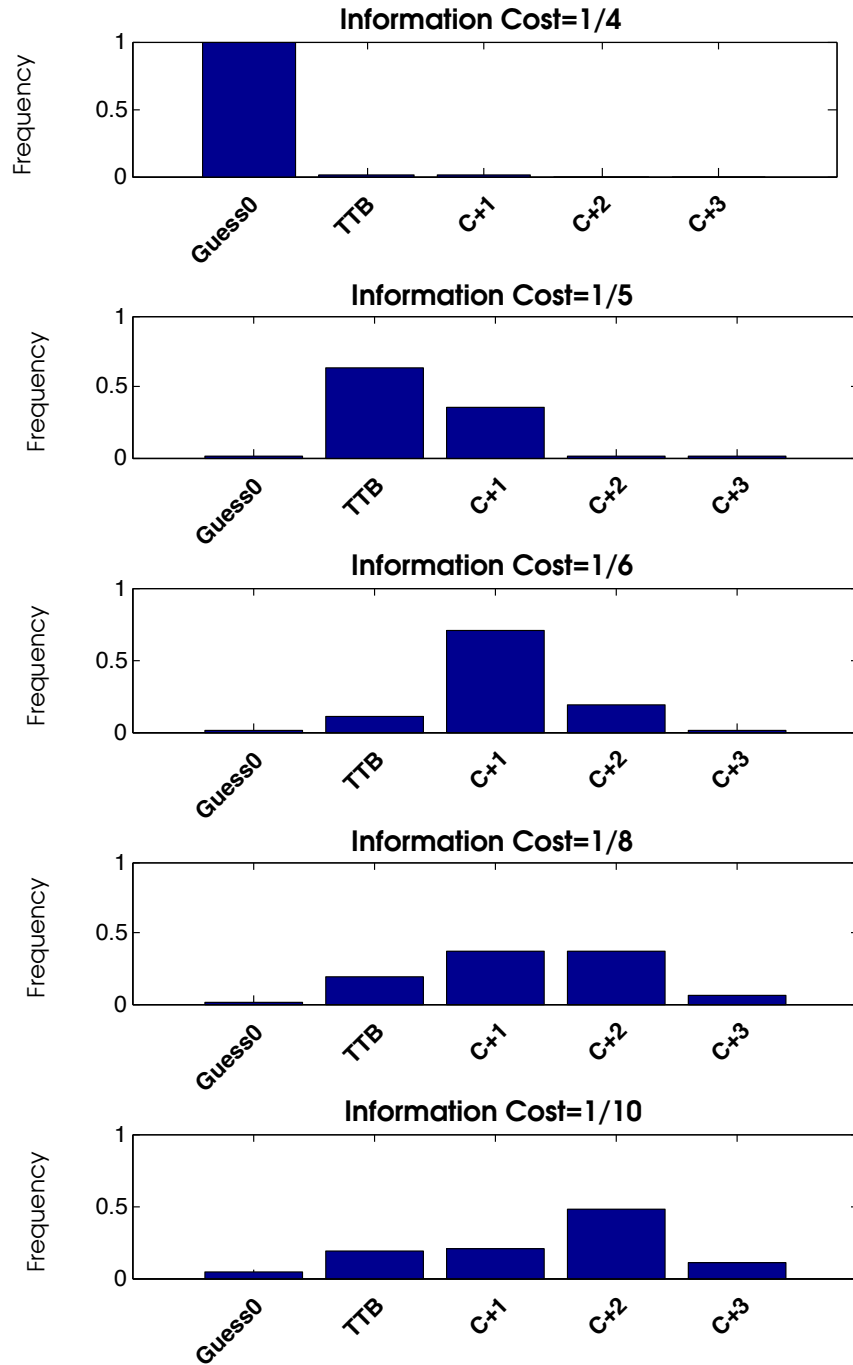 Information Cost=1/4
Frequency
1
0.5
0
Guess0 TTB C+1 C+2 C+3
Information Cost=1/5
Frequency
1
0.5
0
Guess0 TTB C+1 C+2 C+3
Information Cost=1/6
Frequency
1
0.5
0
Guess0 TTB C+1 C+2 C+3
Information Cost=1/8
Frequency
1
0.5
0
Guess0 TTB C+1 C+2 C+3
Information Cost=1/10
Frequency
1
0.5
0
Guess0 TTB C+1 C+2 C+3